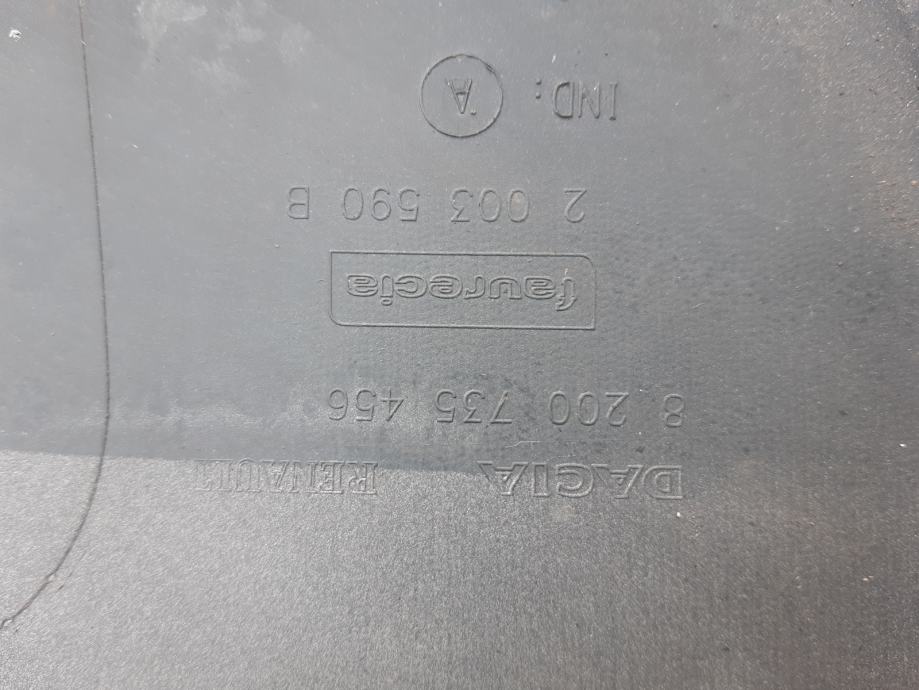 DACIA RENAULT
8 200 735 456
faurecia
2 003 590 B
IND: A